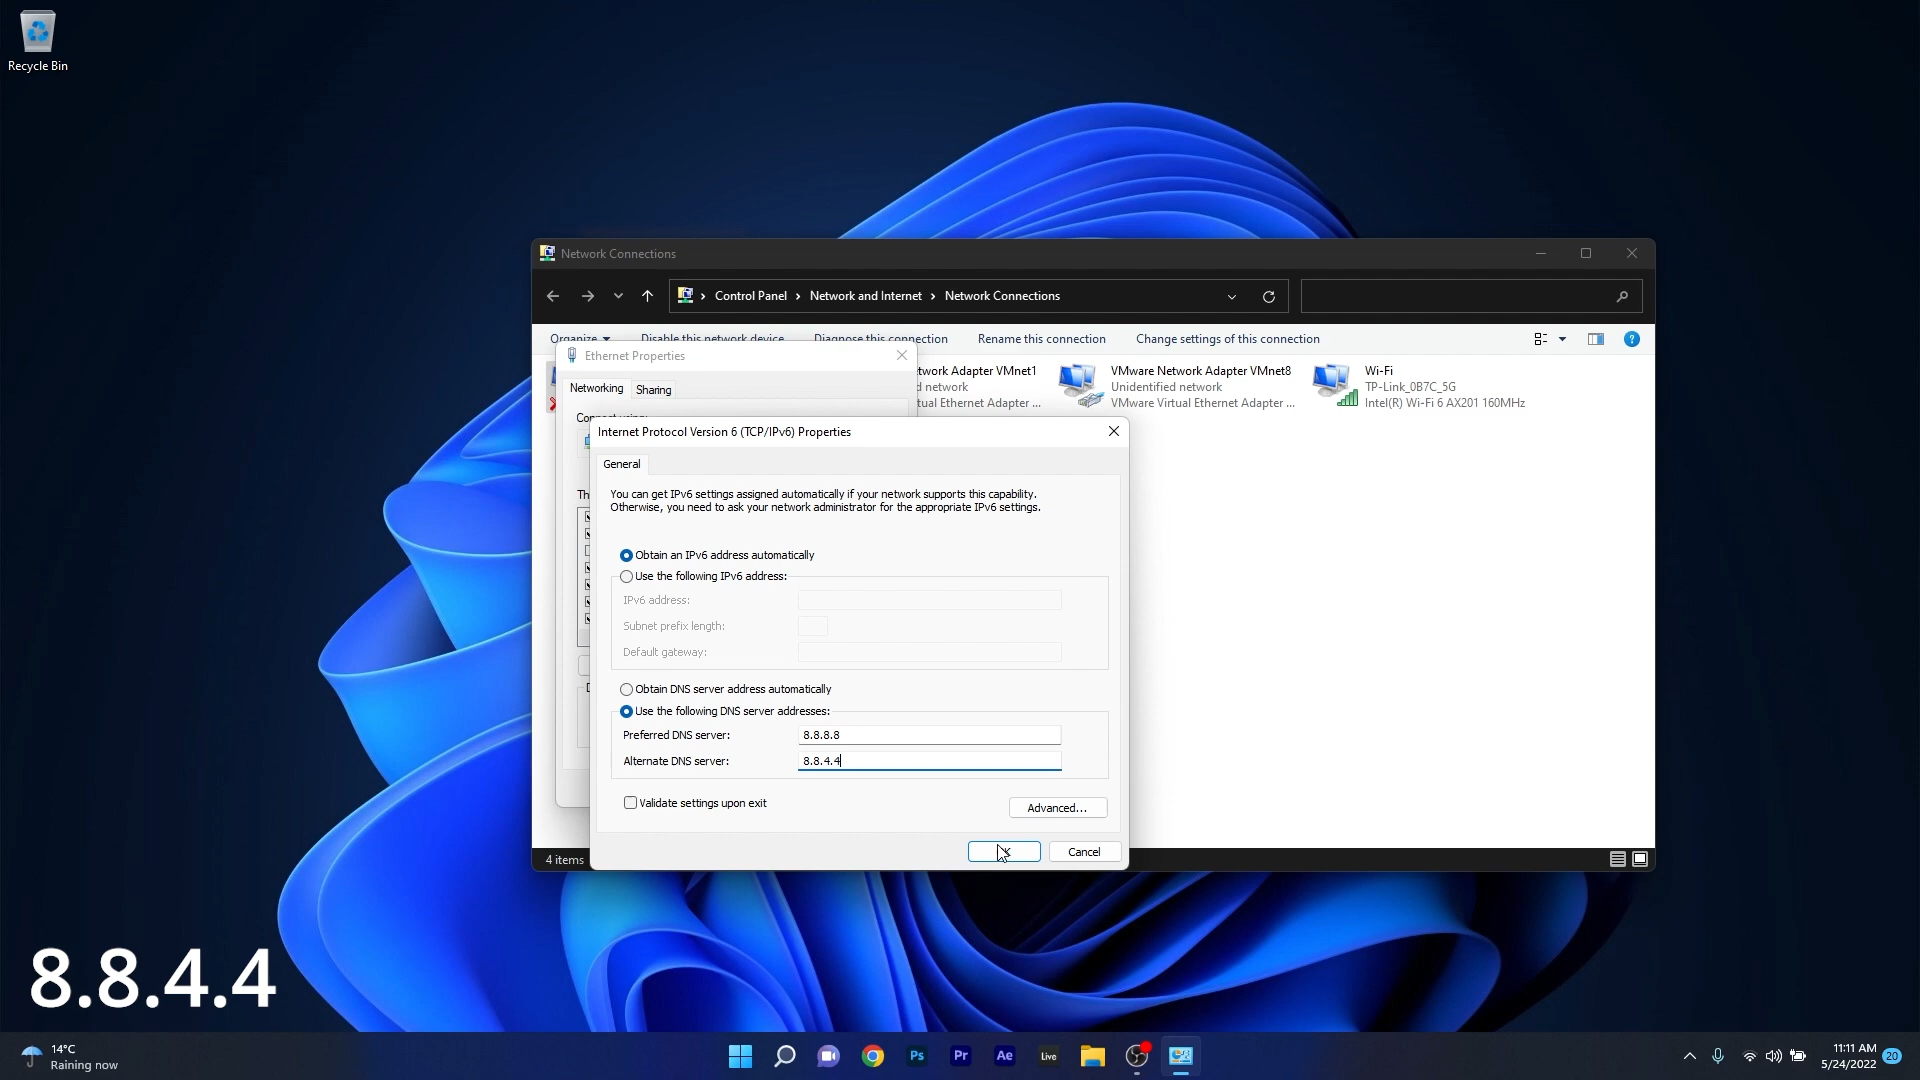 Recycle Bin
Network Connections
Control Panel
Network and Internet
Network Connections
Organize
Disable this network device
Diagnose this connection
Rename this connection
Change settings of this connection
Ethernet Properties
Networking
Sharing
twork Adapter VMnet1
d network
tual Ethernet Adapter ...
VMware Network Adapter VMnet8
Unidentified network
VMware Virtual Ethernet Adapter ...
Wi-Fi
TP-Link_0B7C_5G
Intel(R) Wi-Fi 6 AX201 160MHz
Internet Protocol Version 6 (TCP/IPv6) Properties
General
You can get IPv6 settings assigned automatically if your network supports this capability.
Otherwise, you need to ask your network administrator for the appropriate IPv6 settings.
Obtain an IPv6 address automatically
Use the following IPv6 address:
IPv6 address:
Subnet prefix length:
Default gateway:
Obtain DNS server address automatically
Use the following DNS server addresses:
Preferred DNS server:
8.8.8.8
Alternate DNS server:
8.8.4.4
Validate settings upon exit
Advanced...
Cancel
4 items
8.8.4.4
14°C
Raining now
Ps
Pr
Ae
Live
11:11 AM
5/24/2022
20